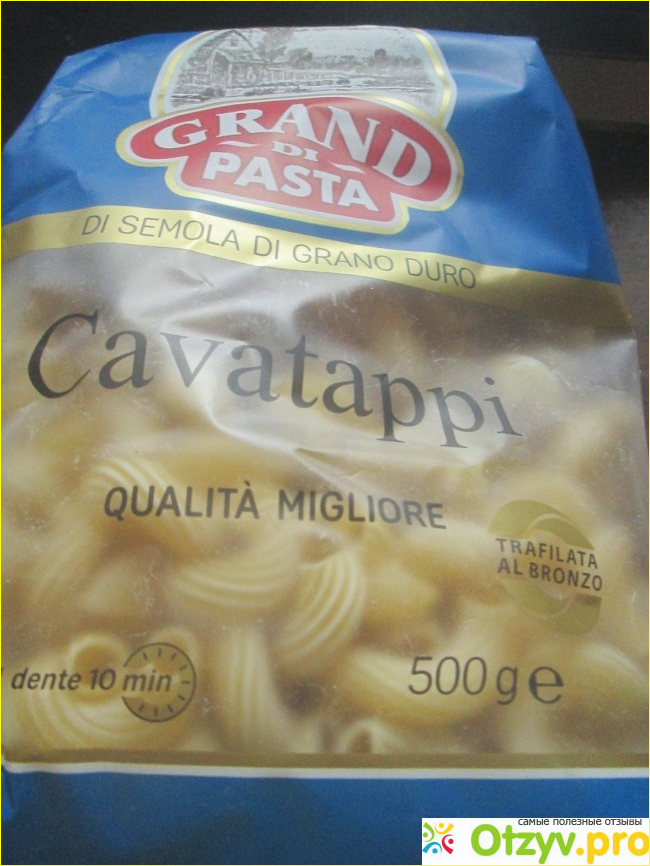 GRAND
DI
PASTA
DI SEMOLA DI GRANO DURO
Cavatappi
QUALITÀ MIGLIORE
TRAFILATA
AL BRONZO
dente 10 min
500 g e
самые полезные отзывы
Otzyv.pro